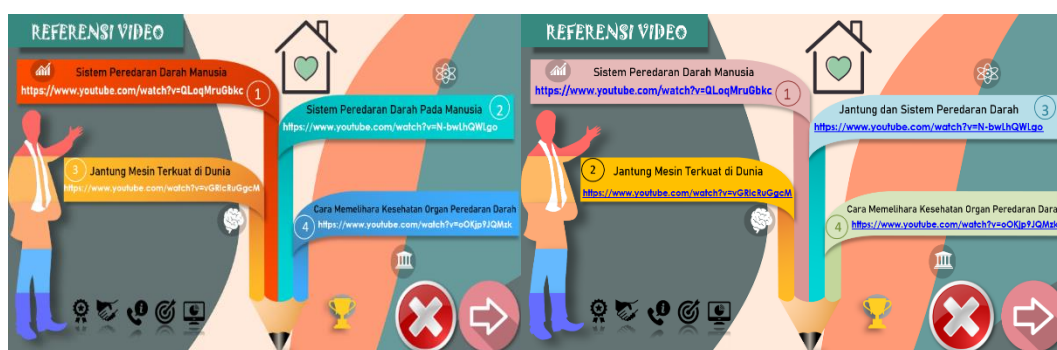 REFERENSI VIDEO
Sistem Peredaran Darah Manusia
https://www.youtube.com/watch?v=QLoqMruGbkc
1
Sistem Peredaran Darah Pada Manusia
2
https://www.youtube.com/watch?v=N-bwLhQWLgo
3
Jantung Mesin Terkuat di Dunia
https://www.youtube.com/watch?v=vGRlcRuGgcM
Cara Memelihara Kesehatan Organ Peredaran Darah
4
https://www.youtube.com/watch?v=oOKjp9JQMzk
REFERENSI VIDEO
Sistem Peredaran Darah Manusia
https://www.youtube.com/watch?v=QLoqMruGbkc
1
Jantung dan Sistem Peredaran Darah
3
https://www.youtube.com/watch?v=N-bwLhQWLgo
2
Jantung Mesin Terkuat di Dunia
https://www.youtube.com/watch?v=vGRlcRuGgcM
Cara Memelihara Kesehatan Organ Peredaran Dara
4
https://www.youtube.com/watch?v=oOKjp9JQMzk